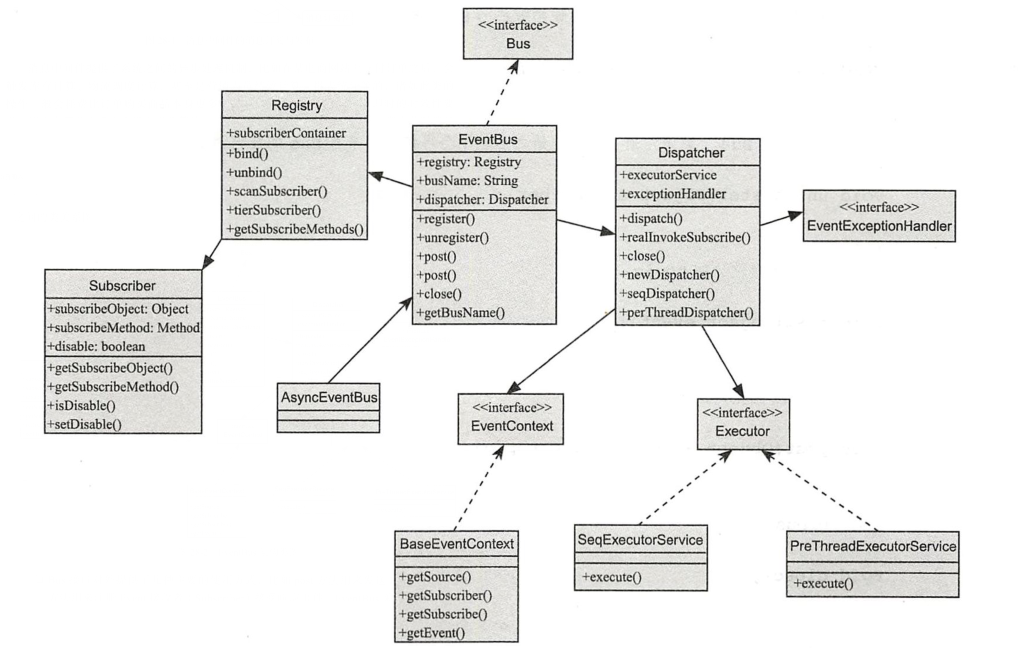 <<interface>>
Bus
Registry
+subscriberContainer
+bind()
+unbind()
+scanSubscriber()
+tierSubscriber()
+getSubscribeMethods()
EventBus
+registry: Registry
+busName: String
+dispatcher: Dispatcher
+register()
+unregister()
+post()
+post()
+close()
+getBusName()
Dispatcher
+executorService
+exceptionHandler
+dispatch()
+realInvokeSubscribe()
+close()
+newDispatcher()
+seqDispatcher()
+perThreadDispatcher()
<<interface>>
EventExceptionHandler
Subscriber
+subscribeObject: Object
+subscribeMethod: Method
+disable: boolean
+getSubscribeObject()
+getSubscribeMethod()
+isDisable()
+setDisable()
AsyncEventBus
<<interface>>
EventContext
<<interface>>
Executor
BaseEventContext
+getSource()
+getSubscriber()
+getSubscribe()
+getEvent()
SeqExecutorService
+execute()
PreThreadExecutorService
+execute()